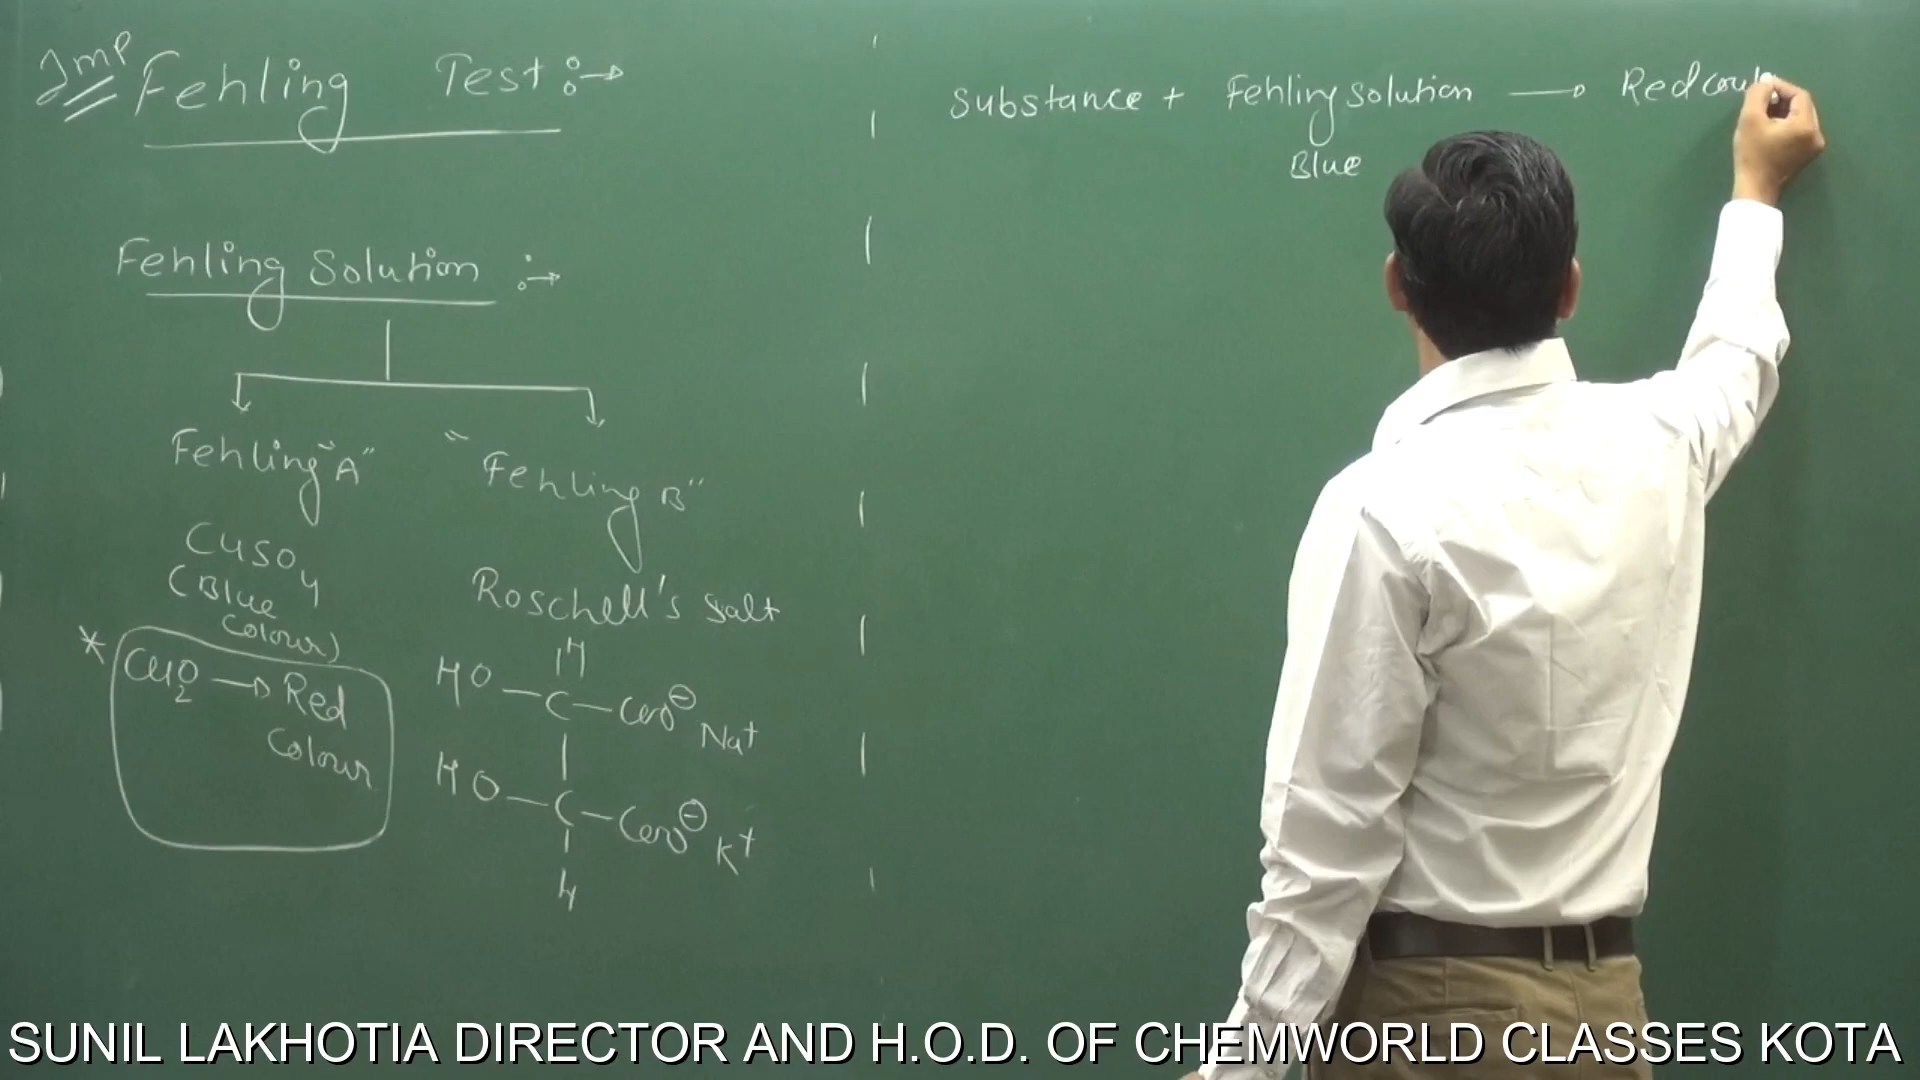 Imp Fehling Test :→
Fehling Solution :→
Fehling "A"
CuSO4
(Blue
Colour)
* Cu2O → Red
Colour
"Fehling B"
Roschell's salt
H
HO — C — COO⊖ Na+
HO — C — COO⊖ K+
H
Substance + Fehling solution → Red
Blue
SUNIL LAKHOTIA DIRECTOR AND H.O.D. OF CHEMWORLD CLASSES KOTA